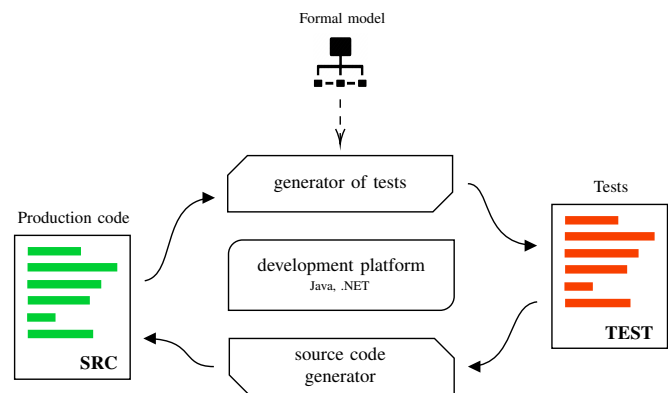 Formal model
generator of tests
Production code
Tests
development platform
Java, .NET
SRC
TEST
source code
generator